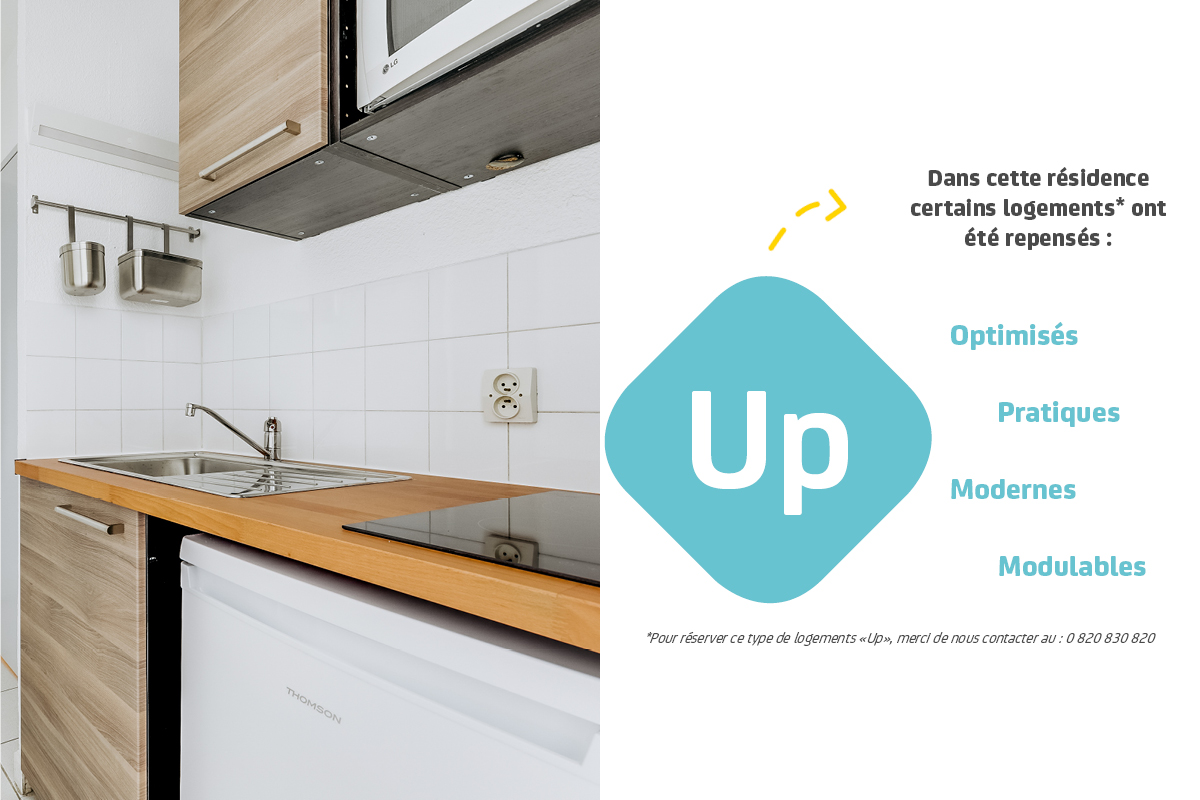 LG
THOMSON
Dans cette résidence
certains logements* ont
été repensés :
Up
Optimisés
Pratiques
Modernes
Modulables
*Pour réserver ce type de logements «Up», merci de nous contacter au : 0 820 830 820